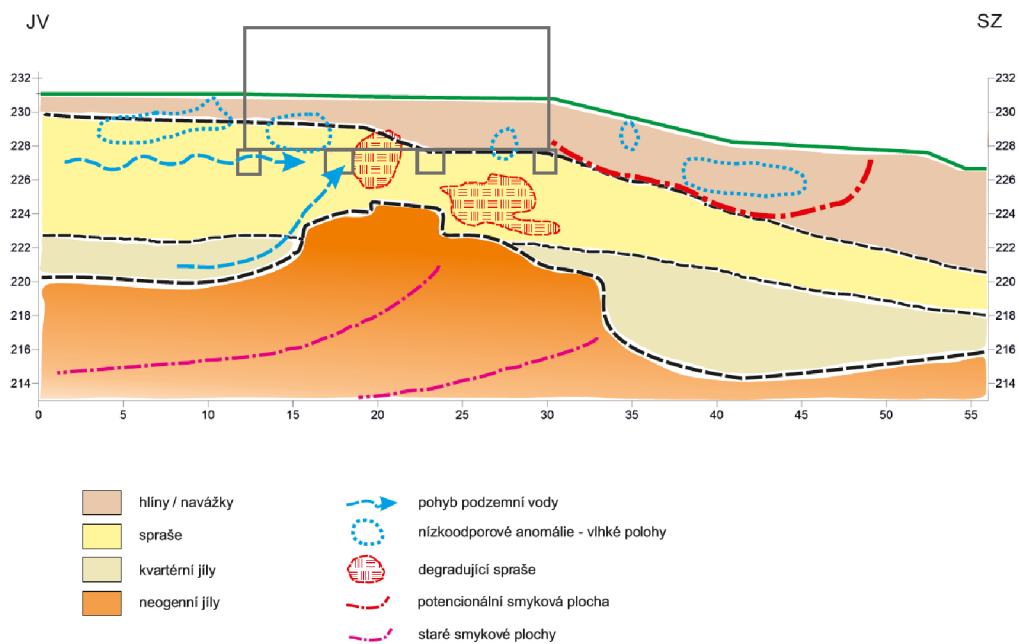 JV
SZ
232
230
228
226
224
222
220
218
216
214
232
230
228
226
224
222
220
218
216
214
0
5
10
15
20
25
30
35
40
45
50
55
hlíny / navážky
spraše
kvartérní jíly
neogenní jíly
pohyb podzemní vody
nízkoodporové anomálie - vlhké polohy
degradující spraše
potencionální smyková plocha
staré smykové plochy